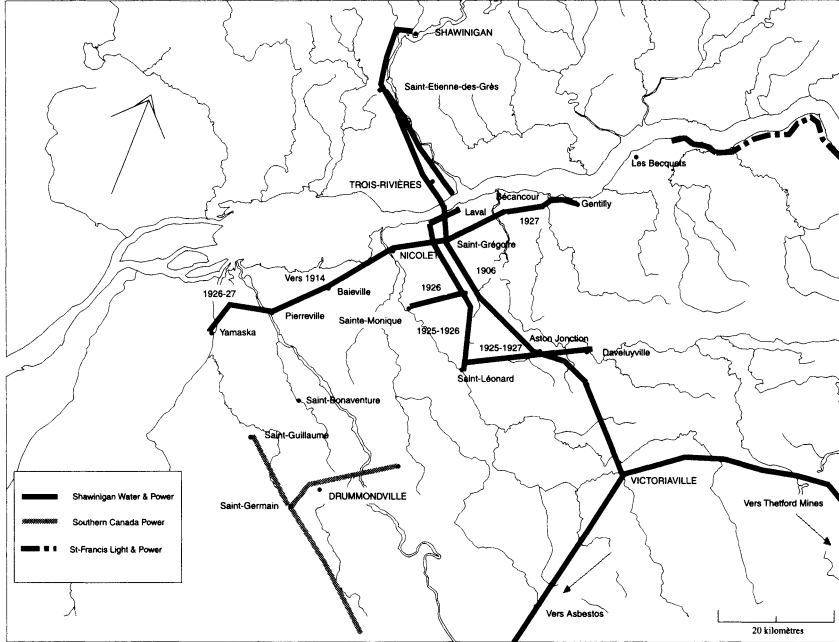 SHAWINIGAN
Saint-Etienne-des-Grès
Les Becquets
TROIS-RIVIÈRES
Bécancour
Gentilly
Laval
1927
Saint-Grégoire
NICOLET
Vers 1914
1906
1926-27
Baieville
1926
Pierreville
Sainte-Monique
Yamaska
1925-1926
Aston Jonction
1925-1927
Daveluyville
Saint-Léonard
Saint-Bonaventure
Saint-Guillaume
VICTORIAVILLE
Shawinigan Water & Power
DRUMMONDVILLE
Saint-Germain
Vers Thetford Mines
Southern Canada Power
St-Francis Light & Power
Vers Asbestos
20 kilomètres